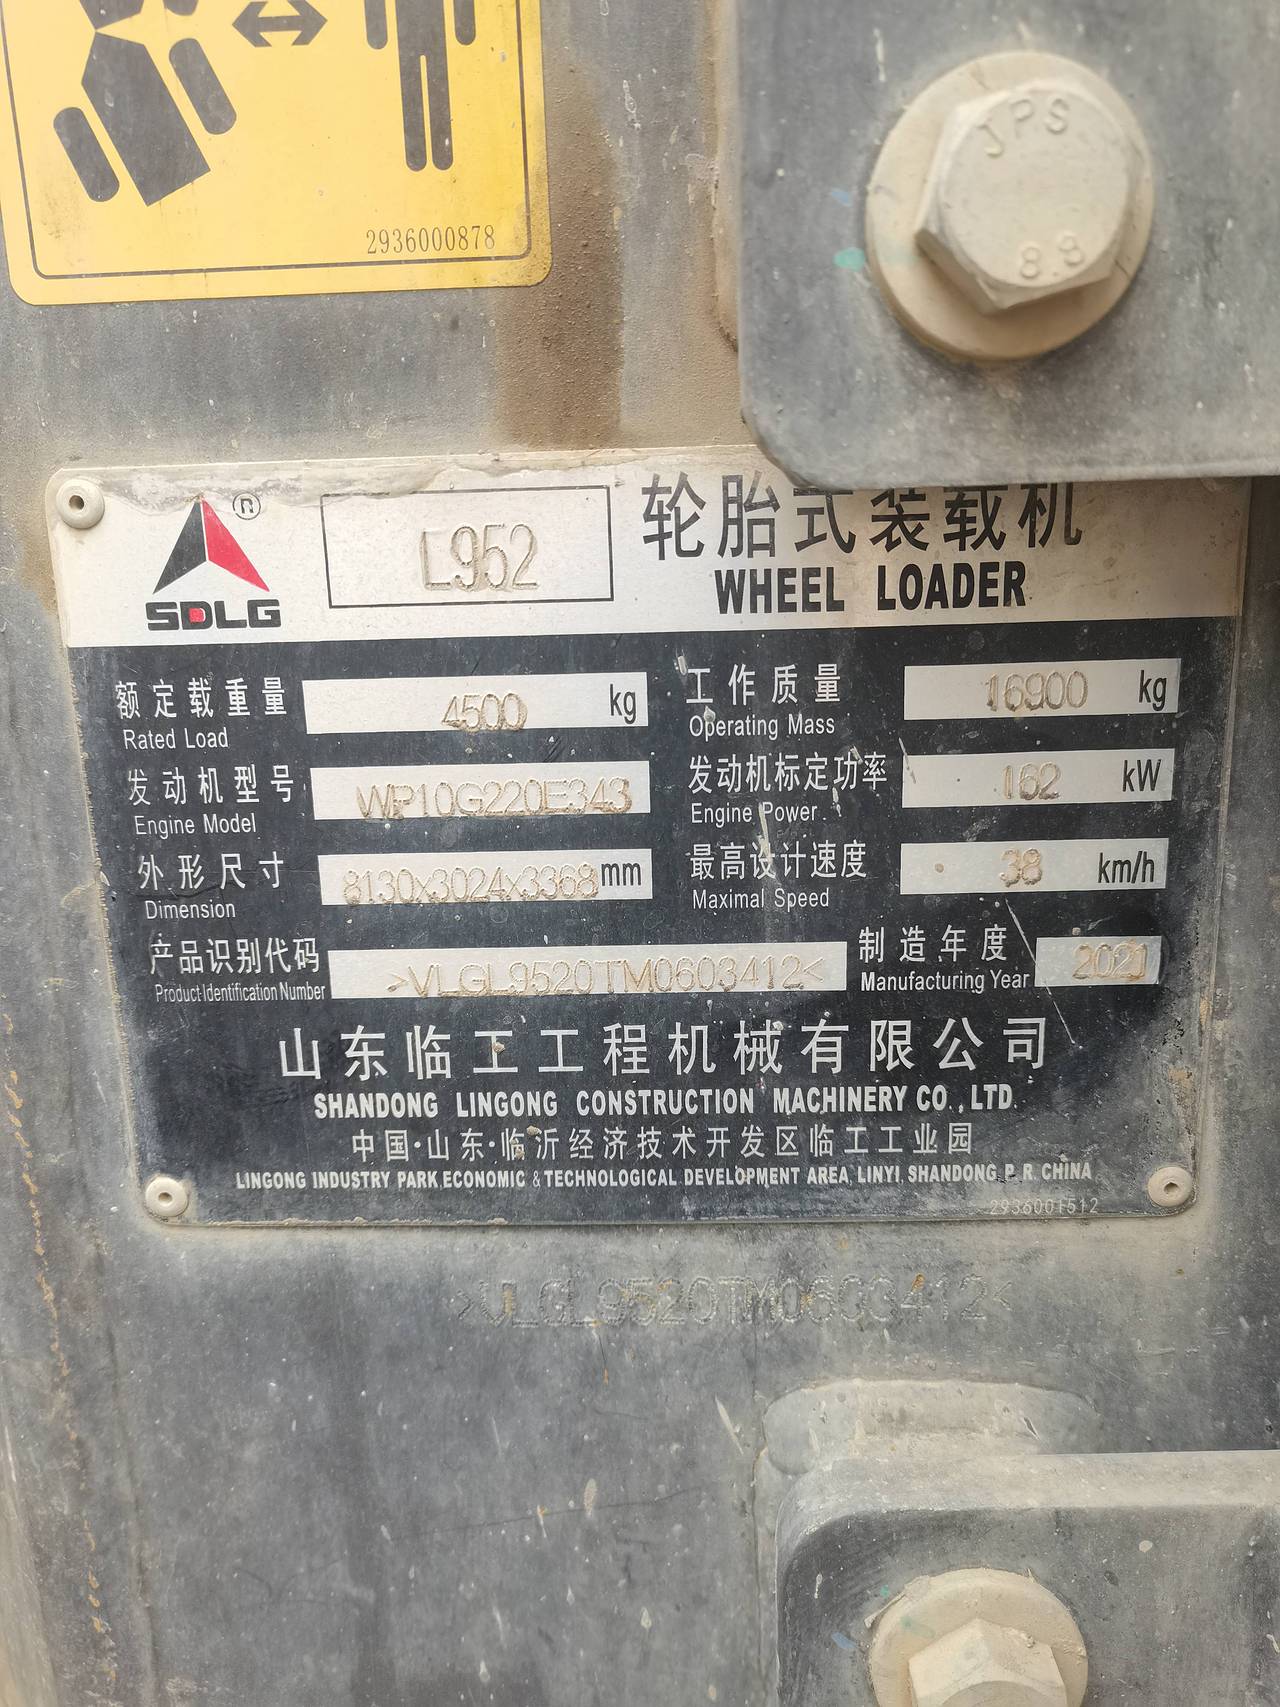 2936000878
JPS
8.8
SDLG ®
L952
轮胎式装载机
WHEEL LOADER
额定载重量 4500 kg
Rated Load
工作质量 16900 kg
Operating Mass
发动机型号 WP10G220E343
Engine Model
发动机标定功率 162 kW
Engine Power
外形尺寸 8130x3024x3368 mm
Dimension
最高设计速度 38 km/h
Maximal Speed
产品识别代码 >VLGL9520TM0603412<
Product Identification Number
制造年度 2021
Manufacturing Year
山东临工工程机械有限公司
SHANDONG LINGONG CONSTRUCTION MACHINERY CO.,LTD.
中国·山东·临沂经济技术开发区临工工业园
LINGONG INDUSTRY PARK,ECONOMIC & TECHNOLOGICAL DEVELOPMENT AREA, LINYI, SHANDONG, P. R. CHINA
2936001512
>VLGL9520TM0603412<